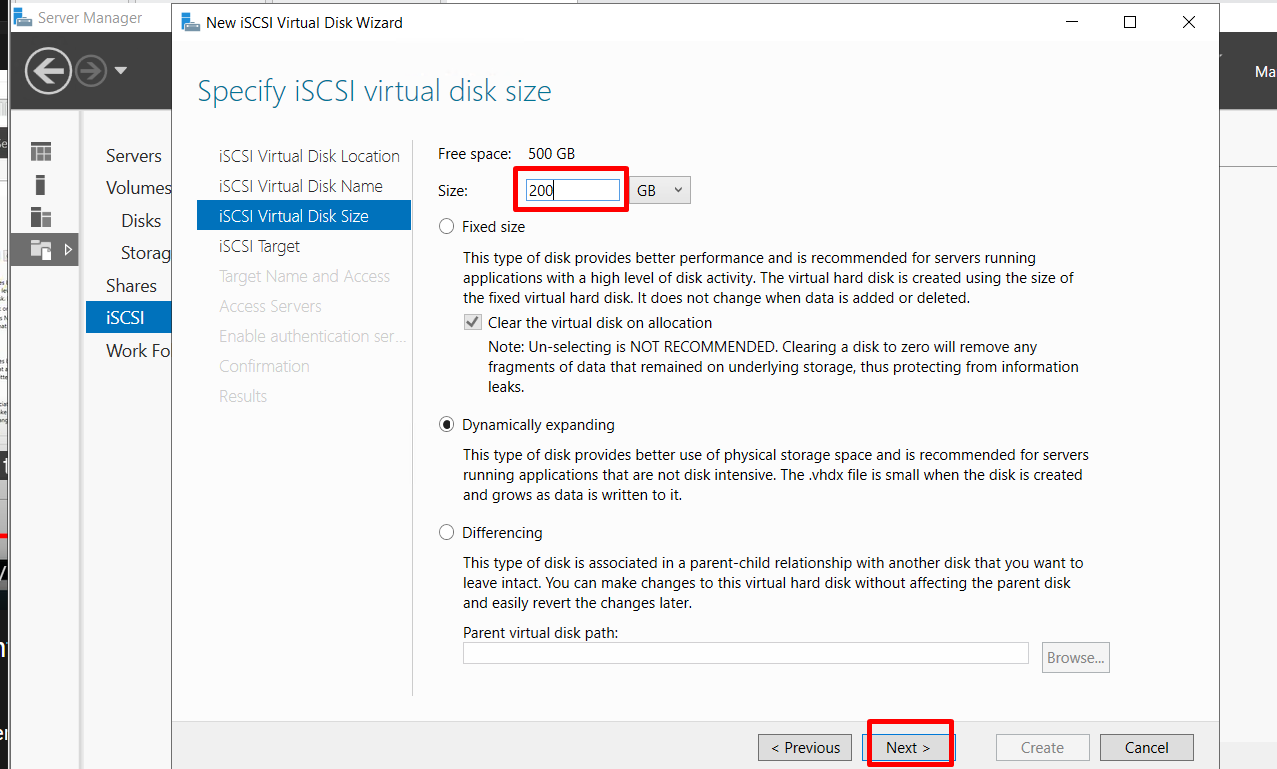 Server Manager
New iSCSI Virtual Disk Wizard
Ma
Specify iSCSI virtual disk size
Servers
Volumes
Disks
Storag
Shares
iSCSI
Work Fo
iSCSI Virtual Disk Location
iSCSI Virtual Disk Name
iSCSI Virtual Disk Size
iSCSI Target
Target Name and Access
Access Servers
Enable authentication ser...
Confirmation
Results
Free space: 500 GB
Size: 200 GB
Fixed size
This type of disk provides better performance and is recommended for servers running
applications with a high level of disk activity. The virtual hard disk is created using the size of
the fixed virtual hard disk. It does not change when data is added or deleted.
Clear the virtual disk on allocation
Note: Un-selecting is NOT RECOMMENDED. Clearing a disk to zero will remove any
fragments of data that remained on underlying storage, thus protecting from information
leaks.
Dynamically expanding
This type of disk provides better use of physical storage space and is recommended for servers
running applications that are not disk intensive. The .vhdx file is small when the disk is created
and grows as data is written to it.
Differencing
This type of disk is associated in a parent-child relationship with another disk that you want to
leave intact. You can make changes to this virtual hard disk without affecting the parent disk
and easily revert the changes later.
Parent virtual disk path:
Browse...
< Previous
Next >
Create
Cancel